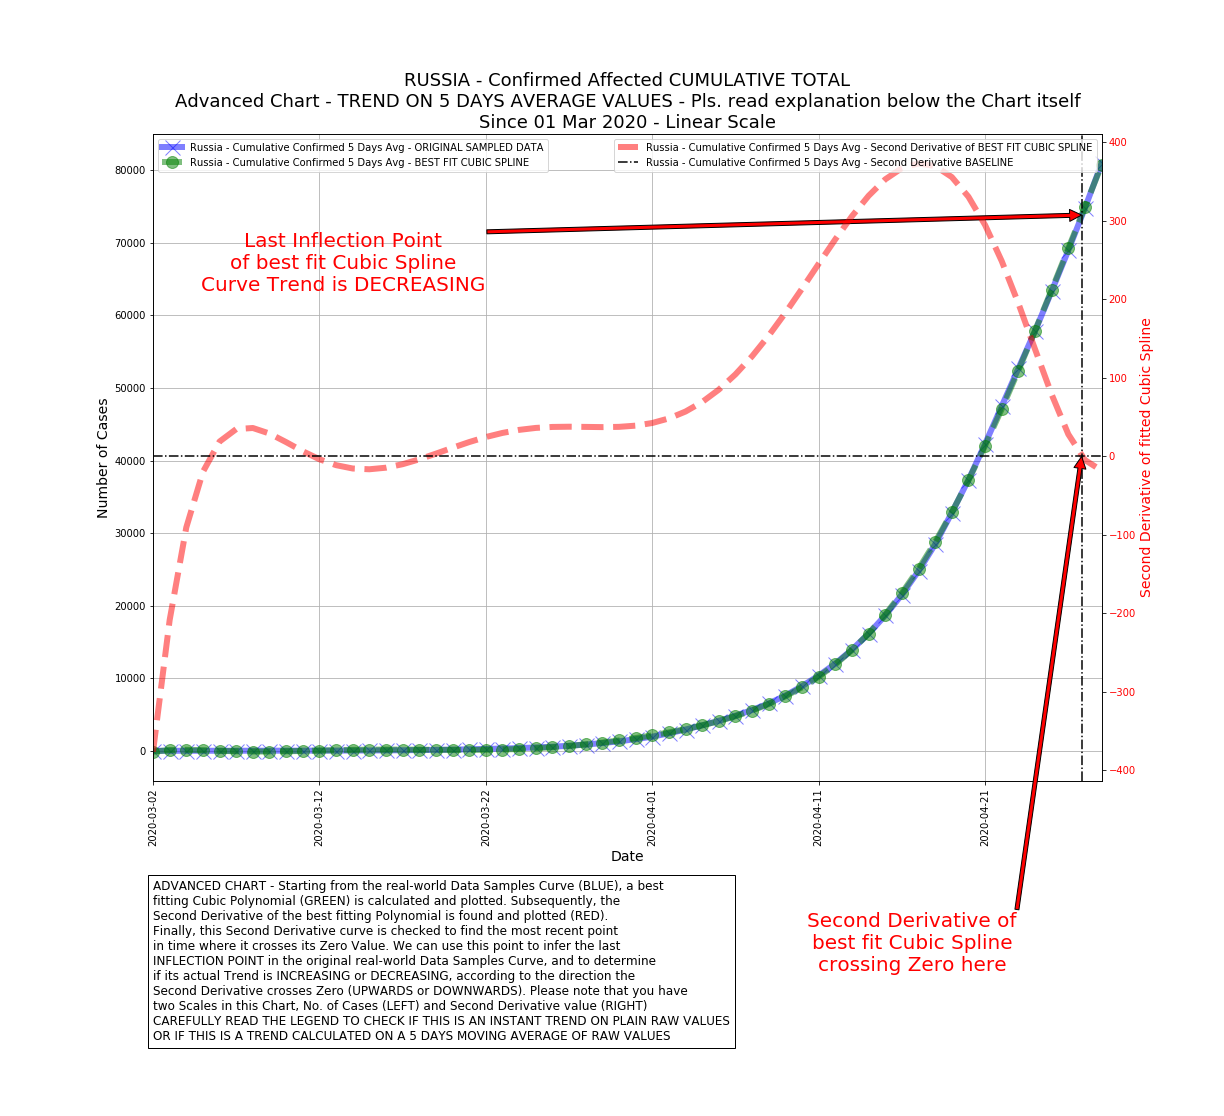 RUSSIA - Confirmed Affected CUMULATIVE TOTAL
Advanced Chart - TREND ON 5 DAYS AVERAGE VALUES - Pls. read explanation below the Chart itself
Since 01 Mar 2020 - Linear Scale
Russia - Cumulative Confirmed 5 Days Avg - ORIGINAL SAMPLED DATA
Russia - Cumulative Confirmed 5 Days Avg - BEST FIT CUBIC SPLINE
Russia - Cumulative Confirmed 5 Days Avg - Second Derivative of BEST FIT CUBIC SPLINE
Russia - Cumulative Confirmed 5 Days Avg - Second Derivative BASELINE
Last Inflection Point
of best fit Cubic Spline
Curve Trend is DECREASING
Number of Cases
80000
70000
60000
50000
40000
30000
20000
10000
0
400
300
200
100
0
−100
−200
−300
−400
Second Derivative of fitted Cubic Spline
2020-03-02
2020-03-12
2020-03-22
2020-04-01
2020-04-11
2020-04-21
Date
Second Derivative of
best fit Cubic Spline
crossing Zero here
ADVANCED CHART - Starting from the real-world Data Samples Curve (BLUE), a best
fitting Cubic Polynomial (GREEN) is calculated and plotted. Subsequently, the
Second Derivative of the best fitting Polynomial is found and plotted (RED).
Finally, this Second Derivative curve is checked to find the most recent point
in time where it crosses its Zero Value. We can use this point to infer the last
INFLECTION POINT in the original real-world Data Samples Curve, and to determine
if its actual Trend is INCREASING or DECREASING, according to the direction the
Second Derivative crosses Zero (UPWARDS or DOWNWARDS). Please note that you have
two Scales in this Chart, No. of Cases (LEFT) and Second Derivative value (RIGHT)
CAREFULLY READ THE LEGEND TO CHECK IF THIS IS AN INSTANT TREND ON PLAIN RAW VALUES
OR IF THIS IS A TREND CALCULATED ON A 5 DAYS MOVING AVERAGE OF RAW VALUES